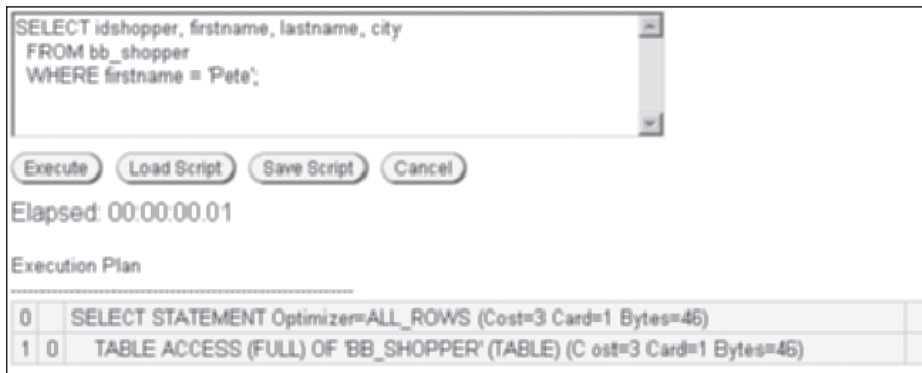 SELECT idshopper, firstname, lastname, city
FROM bb_shopper
WHERE firstname = 'Pete';
Execute Load Script Save Script Cancel
Elapsed: 00:00:00.01
Execution Plan
----------------------------------------------------------
0 SELECT STATEMENT Optimizer=ALL_ROWS (Cost=3 Card=1 Bytes=46)
1 0 TABLE ACCESS (FULL) OF 'BB_SHOPPER' (TABLE) (C ost=3 Card=1 Bytes=46)